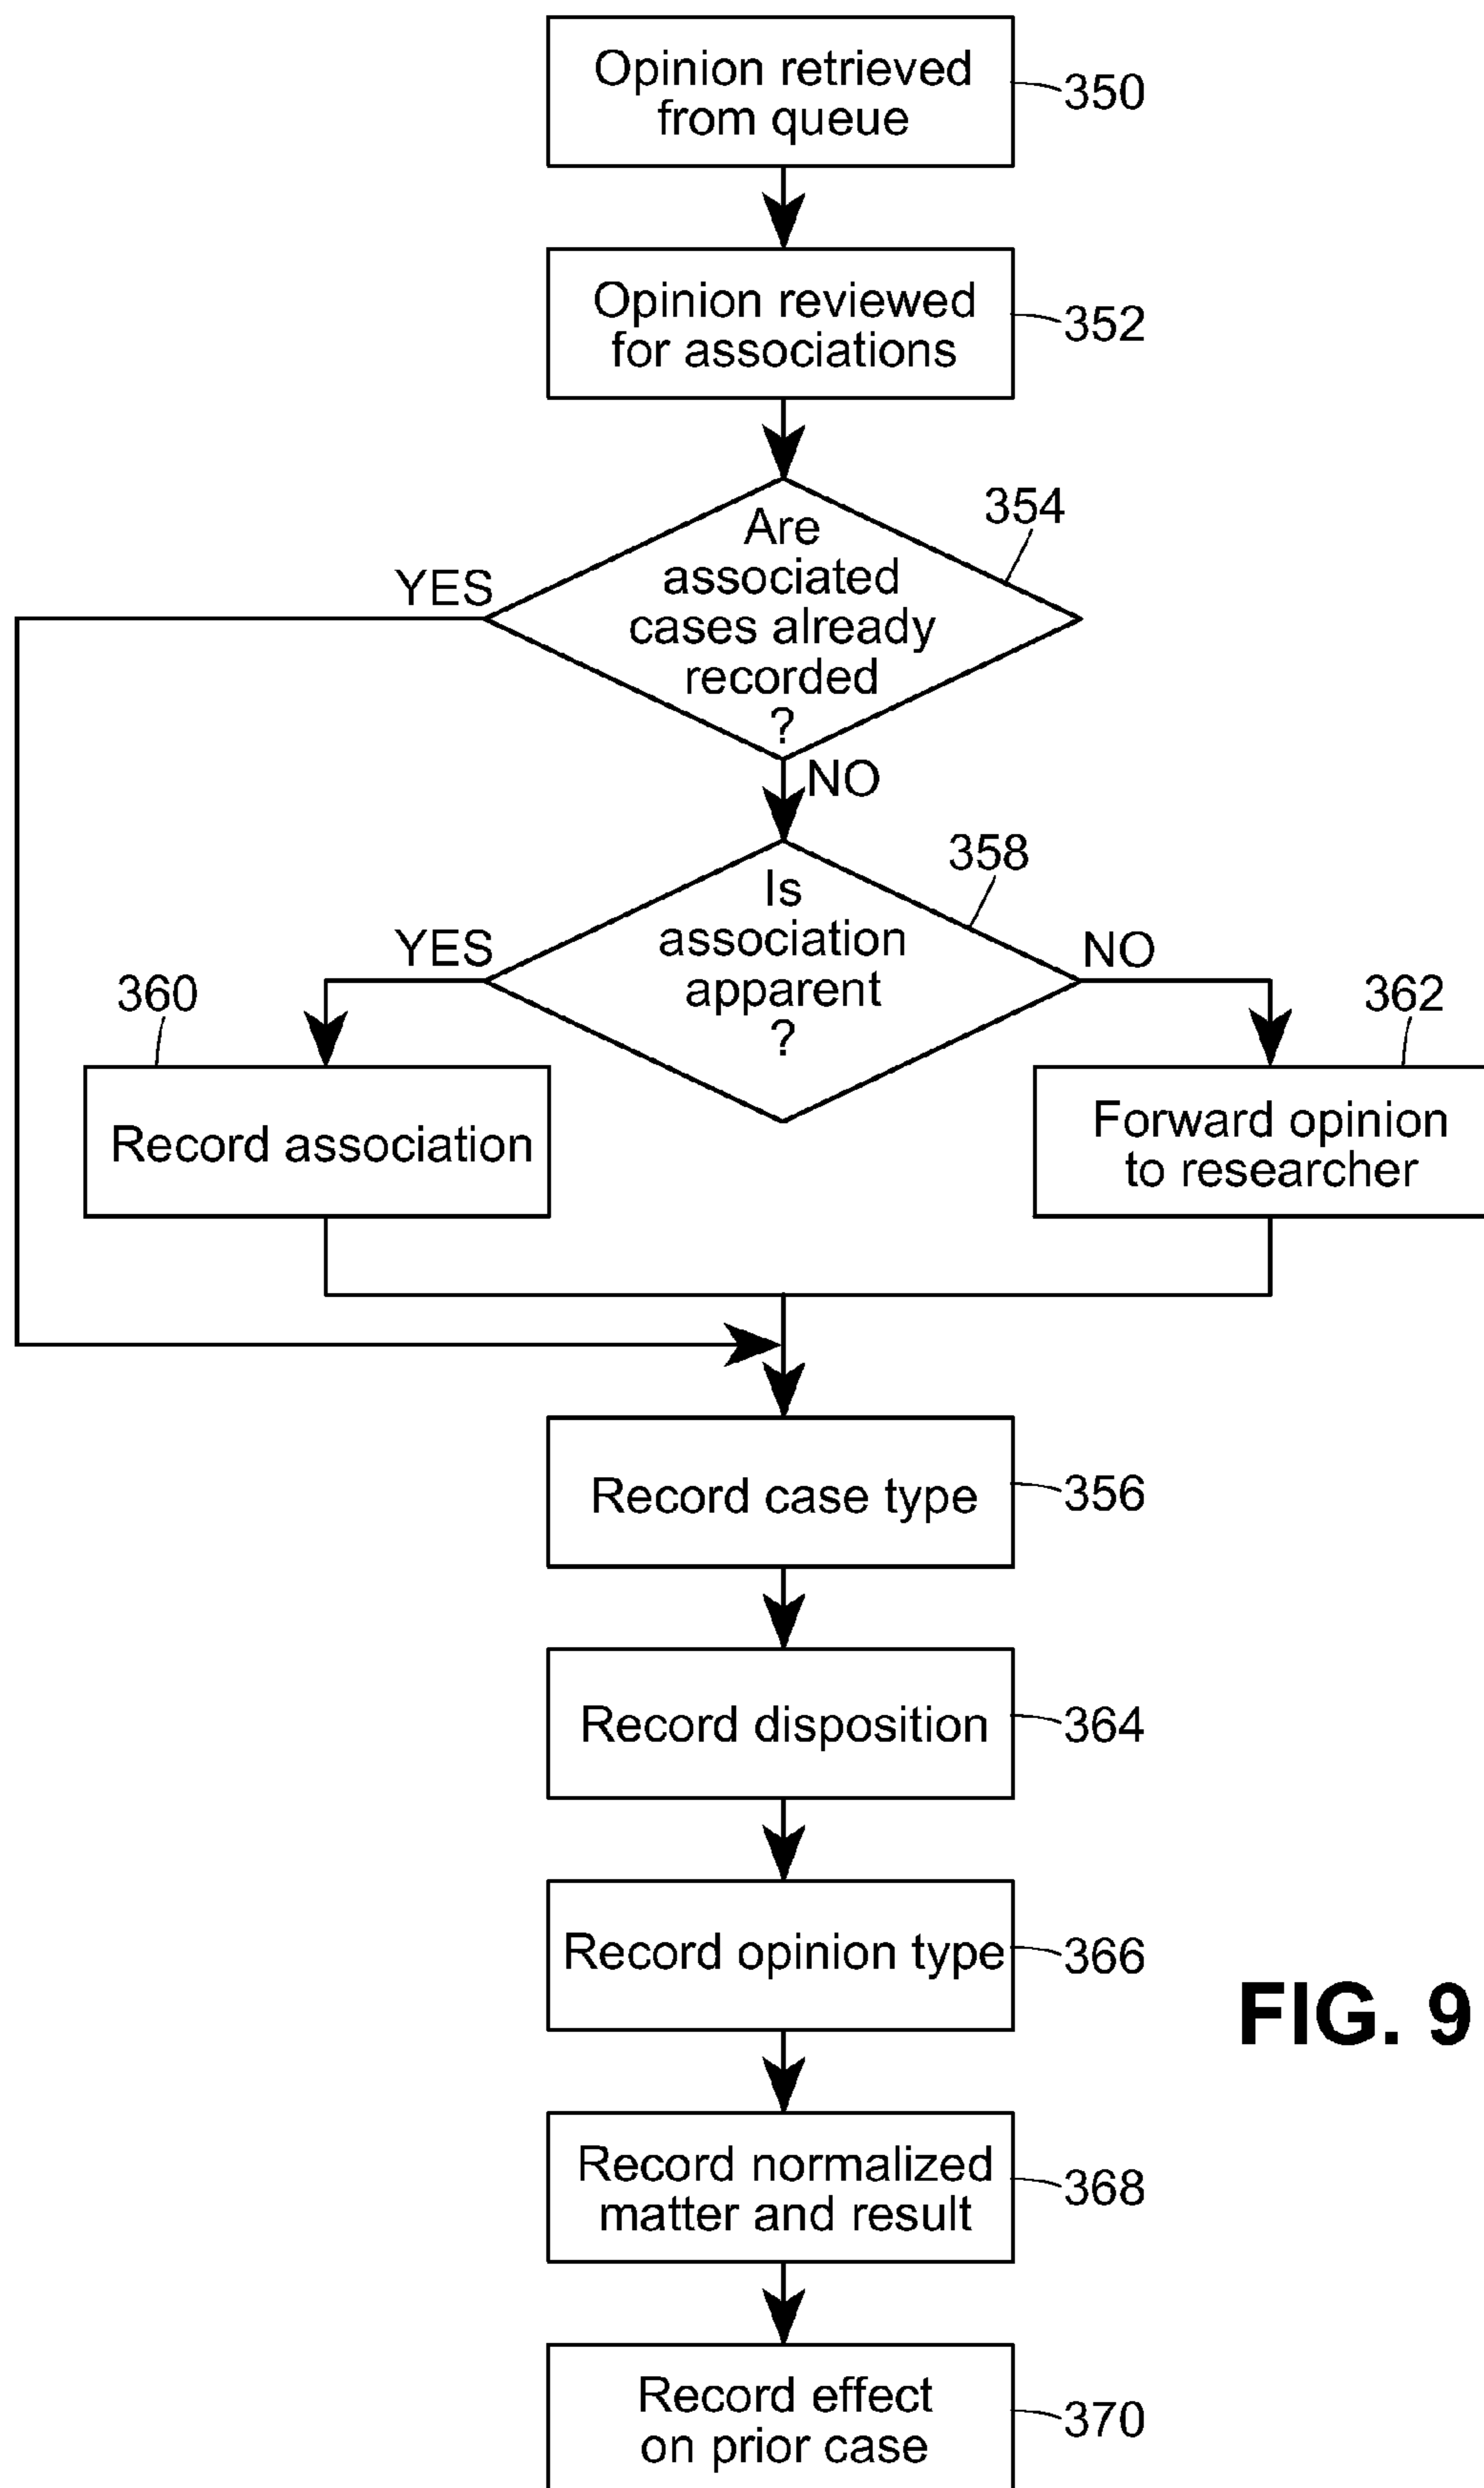 Opinion retrieved
from queue
350
Opinion reviewed
for associations
352
354
Are
associated
cases already
recorded
?
YES
NO
358
Is
association
apparent
?
YES
NO
360
362
Record association
Forward opinion
to researcher
Record case type
356
Record disposition
364
Record opinion type
366
FIG. 9
Record normalized
matter and result
368
Record effect
on prior case
370